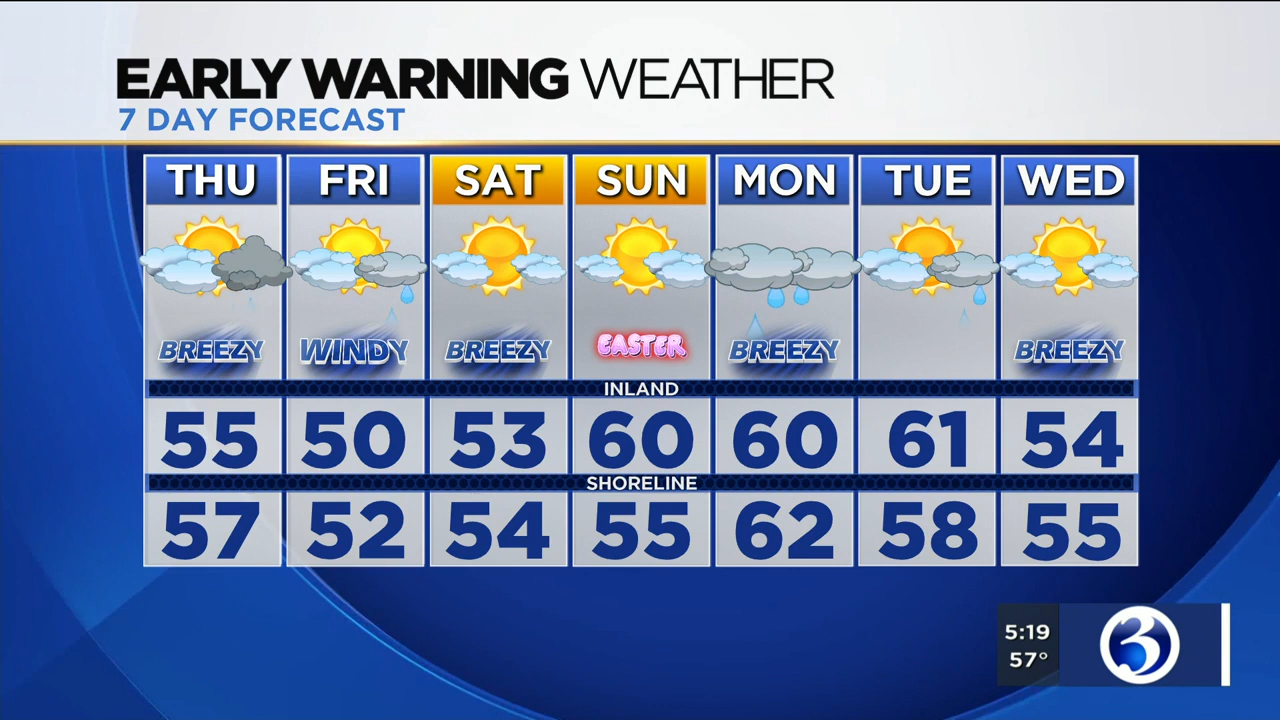 EARLY WARNING WEATHER
7 DAY FORECAST
THU FRI SAT SUN MON TUE WED
BREEZY WINDY BREEZY EASTER BREEZY BREEZY
INLAND
55 50 53 60 60 61 54
SHORELINE
57 52 54 55 62 58 55
5:19
57°
3